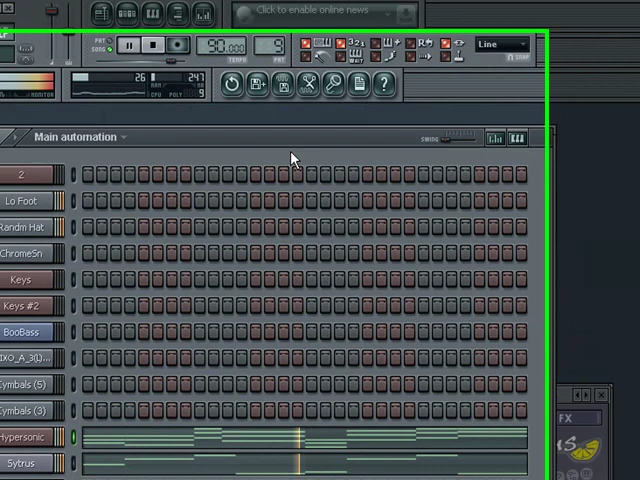 Click to enable online news
PAT
SONG
90.000
TEMPO
9
PAT
Line
SNAP
MONITOR
26
247
RAM
CPU
POLY
9
Main automation
SWING
2
Lo Foot
Randm Hat
ChromeSn
Keys
Keys #2
BooBass
IXO_A_3(L)...
Cymbals (5)
Cymbals (3)
Hypersonic
Sytrus
FX